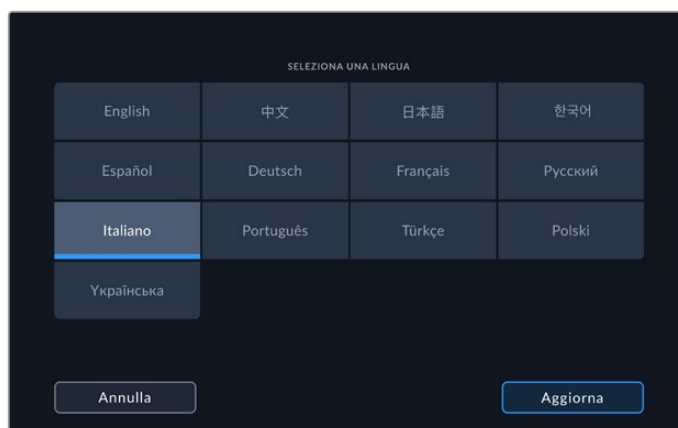 SELEZIONA UNA LINGUA
English 中文 日本語 한국어
Español Deutsch Français Русский
Italiano Português Türkçe Polski
Українська
Annulla Aggiorna